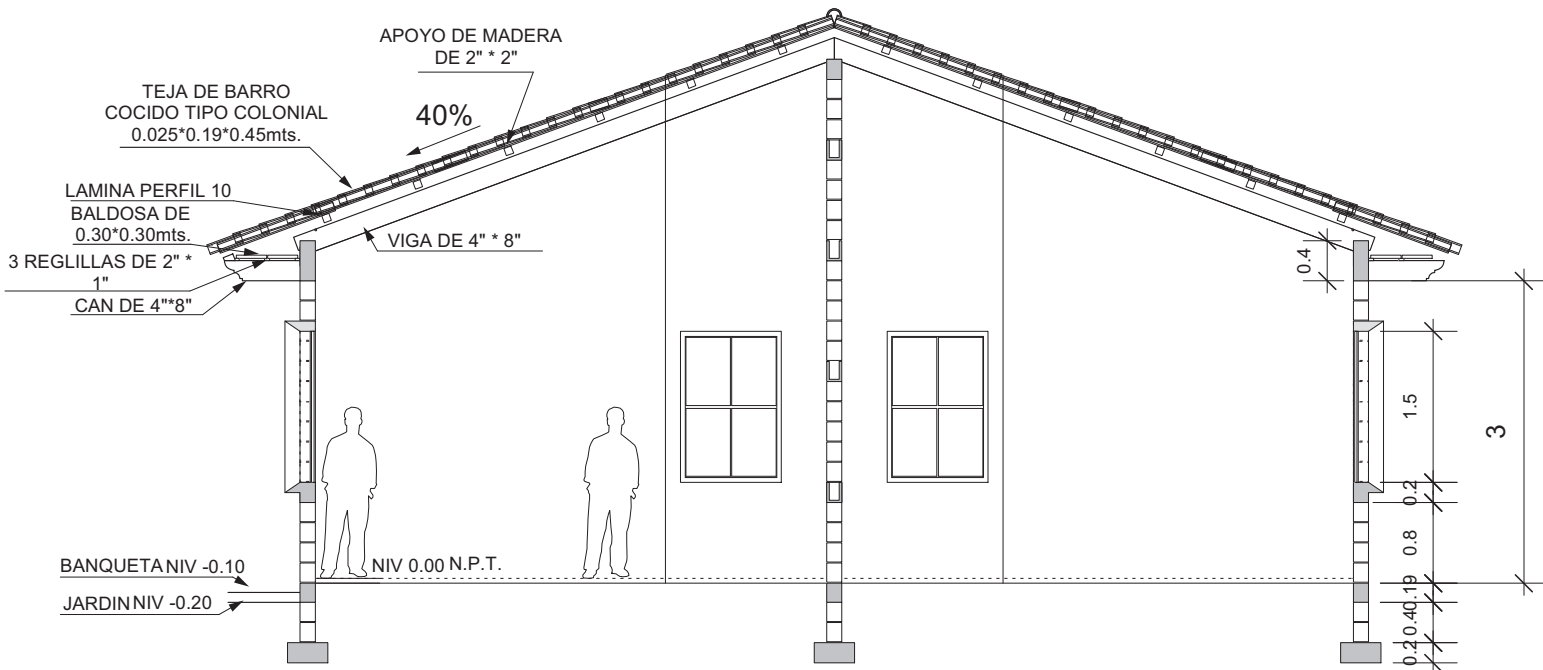 APOYO DE MADERA
DE 2" * 2"
TEJA DE BARRO
COCIDO TIPO COLONIAL
0.025*0.19*0.45mts.
40%
LAMINA PERFIL 10
BALDOSA DE
0.30*0.30mts.
VIGA DE 4" * 8"
3 REGLILLAS DE 2" *
1"
CAN DE 4"*8"
0.4
1.5
3
0.2
0.8
BANQUETA NIV -0.10
NIV 0.00 N.P.T.
JARDIN NIV -0.20
0.19
0.4
0.2